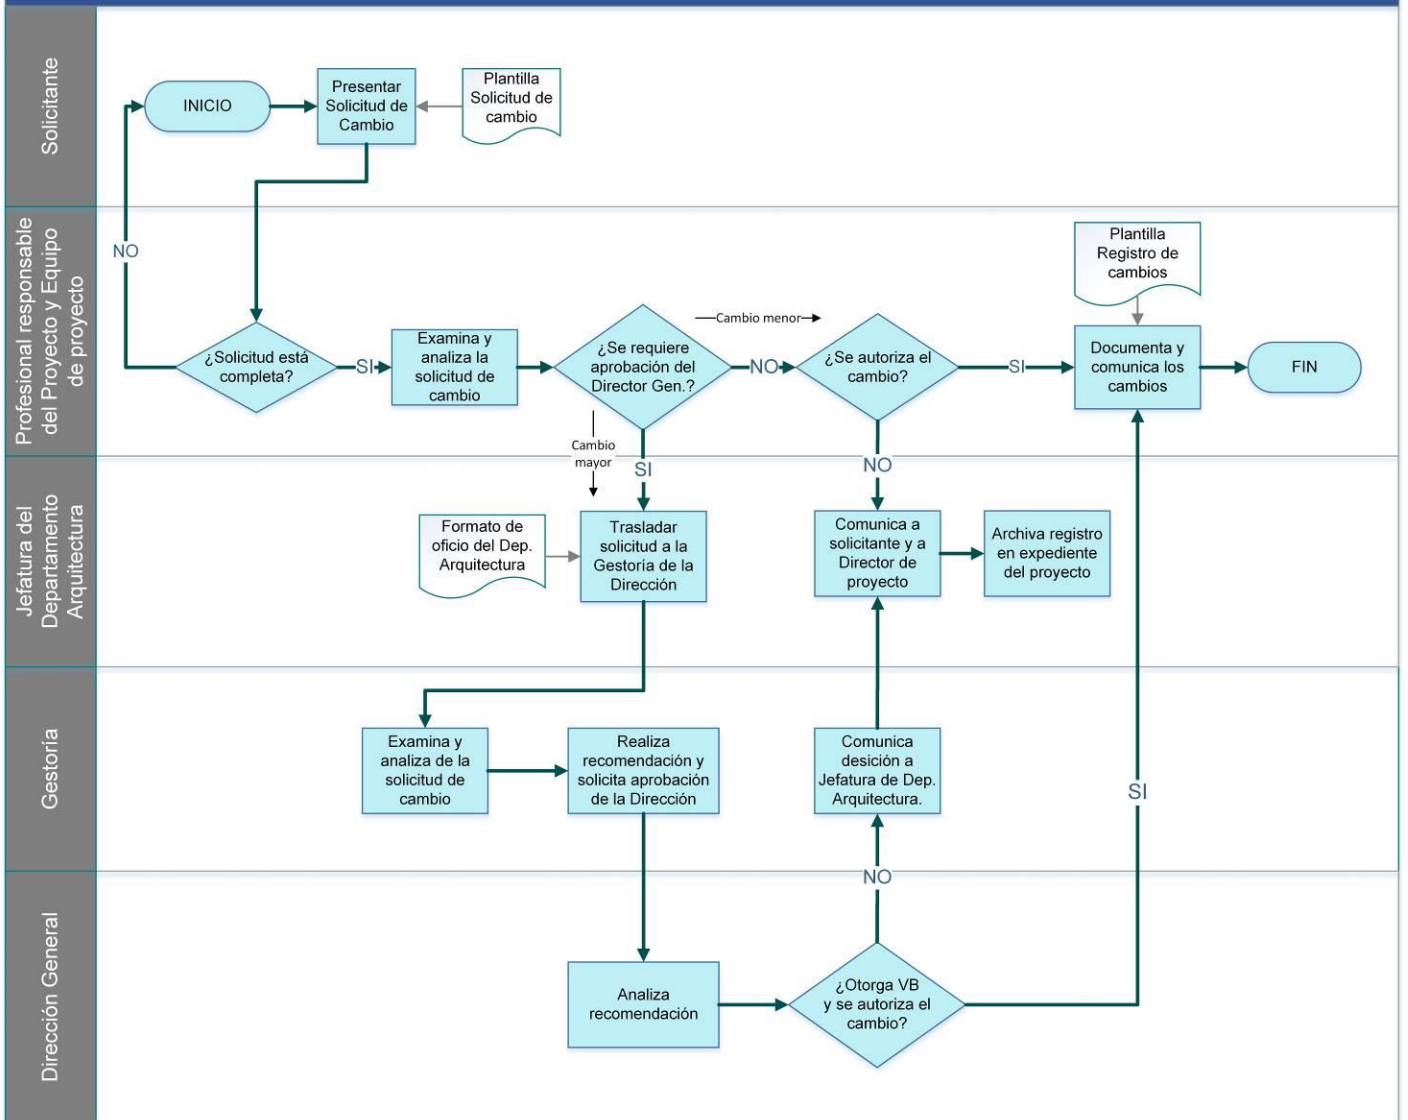 Solicitante
INICIO
Presentar
Solicitud de
Cambio
Plantilla
Solicitud de
cambio
Profesional responsable
del Proyecto y Equipo
de proyecto
NO
¿Solicitud está
completa?
SI
Examina y
analiza la
solicitud de
cambio
¿Se requiere
aprobación del
Director Gen.?
Cambio menor
NO
¿Se autoriza el
cambio?
SI
Plantilla
Registro de
cambios
Documenta y
comunica los
cambios
FIN
Cambio
mayor
SI
NO
Jefatura del
Departamento
Arquitectura
Formato de
oficio del Dep.
Arquitectura
Trasladar
solicitud a la
Gestoría de la
Dirección
Comunica a
solicitante y a
Director de
proyecto
Archiva registro
en expediente
del proyecto
Gestoría
Examina y
analiza de la
solicitud de
cambio
Realiza
recomendación y
solicita aprobación
de la Dirección
Comunica
desición a
Jefatura de Dep.
Arquitectura.
SI
NO
Dirección General
Analiza
recomendación
¿Otorga VB
y se autoriza el
cambio?